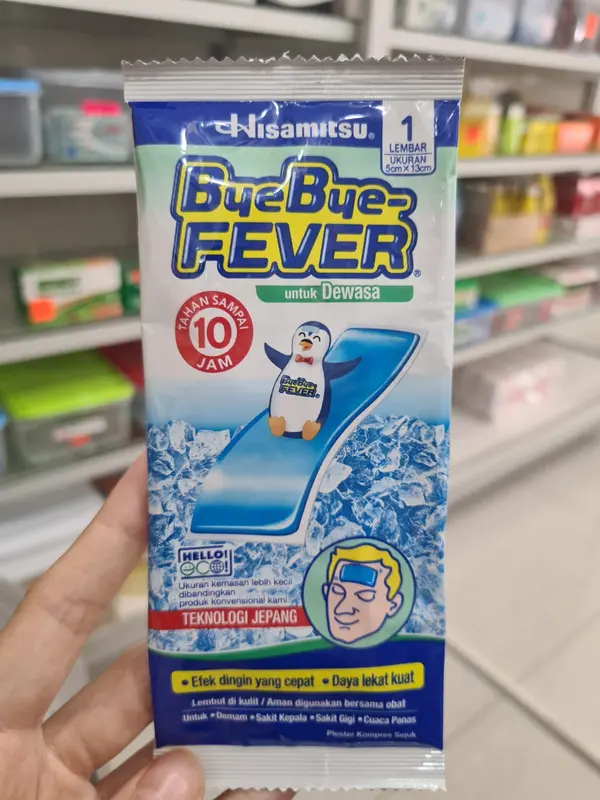 Hisamitsu®
1
LEMBAR
UKURAN
5cm x 13cm
ByeBye-
FEVER®
untuk Dewasa
TAHAN SAMPAI
10
JAM
ByeBye-
FEVER®
HELLO!
eco!
Ukuran kemasan lebih kecil
dibandingkan
produk konvensional kami
TEKNOLOGI JEPANG
• Efek dingin yang cepat • Daya lekat kuat
Lembut di kulit / Aman digunakan bersama obat
Untuk • Demam • Sakit Kepala • Sakit Gigi • Cuaca Panas
Plester Kompres Sejuk